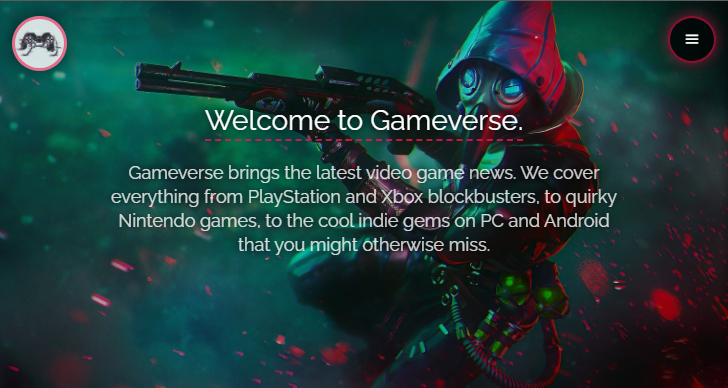 Welcome to Gameverse.
Gameverse brings the latest video game news. We cover
everything from PlayStation and Xbox blockbusters, to quirky
Nintendo games, to the cool indie gems on PC and Android
that you might otherwise miss.